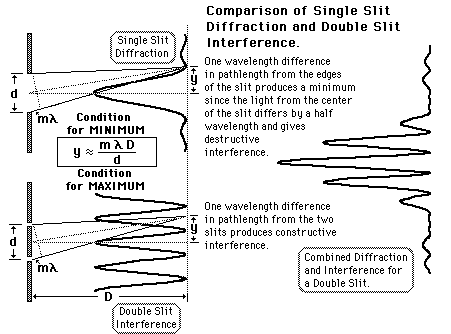 Comparison of Single Slit
Diffraction and Double Slit
Interference.
Single Slit
Diffraction
One wavelength difference
in pathlength from the edges
of the slit produces a minimum
since the light from the center
of the slit differs by a half
wavelength and gives
destructive
interference.
y
d
mλ
Condition
for MINIMUM
y ≈ m λ D / d
Condition
for MAXIMUM
One wavelength difference
in pathlength from the two
slits produces constructive
interference.
y
d
mλ
D
Double Slit
Interference
Combined Diffraction
and Interference for
a Double Slit.